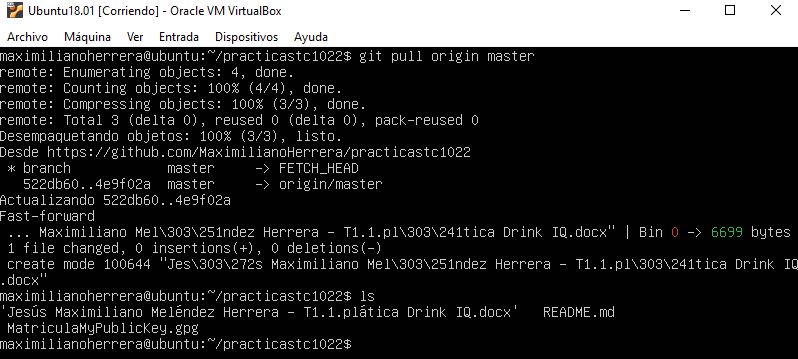 Ubuntu18.01 [Corriendo] - Oracle VM VirtualBox
Archivo Máquina Ver Entrada Dispositivos Ayuda
maximilianoherrera@ubuntu:~/practicastc1022$ git pull origin master
remote: Enumerating objects: 4, done.
remote: Counting objects: 100% (4/4), done.
remote: Compressing objects: 100% (3/3), done.
remote: Total 3 (delta 0), reused 0 (delta 0), pack-reused 0
Desempaquetando objetos: 100% (3/3), listo.
Desde https://github.com/MaximilianoHerrera/practicastc1022
 * branch            master     -> FETCH_HEAD
   522db60..4e9f02a  master     -> origin/master
Actualizando 522db60..4e9f02a
Fast-forward
 ... Maximiliano Mel\303\251ndez Herrera - T1.1.pl\303\241tica Drink IQ.docx" | Bin 0 -> 6699 bytes
 1 file changed, 0 insertions(+), 0 deletions(-)
 create mode 100644 "Jes\303\272s Maximiliano Mel\303\251ndez Herrera - T1.1.pl\303\241tica Drink IQ
.docx"
maximilianoherrera@ubuntu:~/practicastc1022$ ls
'Jesús Maximiliano Meléndez Herrera - T1.1.plática Drink IQ.docx'   README.md
 MatriculaMyPublicKey.gpg
maximilianoherrera@ubuntu:~/practicastc1022$